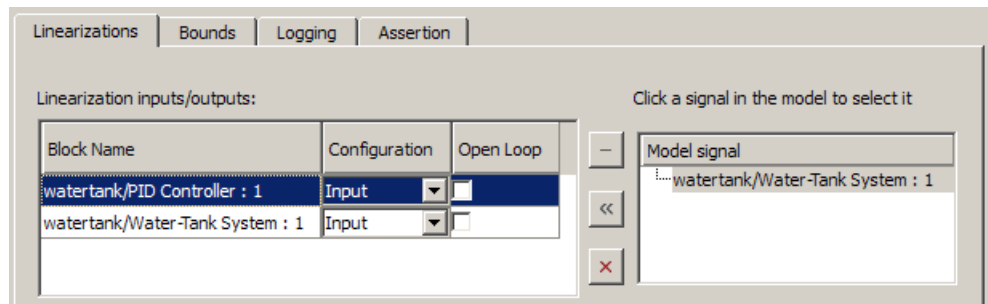 Linearizations Bounds Logging Assertion
Linearization inputs/outputs: Click a signal in the model to select it
Block Name Configuration Open Loop Model signal
watertank/PID Controller : 1 Input watertank/Water-Tank System : 1
watertank/Water-Tank System : 1 Input